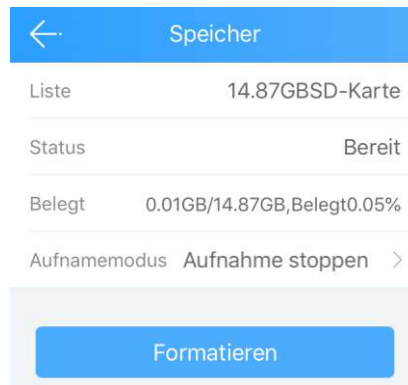 Speicher
Liste 14.87GBSD-Karte
Status Bereit
Belegt 0.01GB/14.87GB,Belegt0.05%
Aufnamemodus Aufnahme stoppen
Formatieren